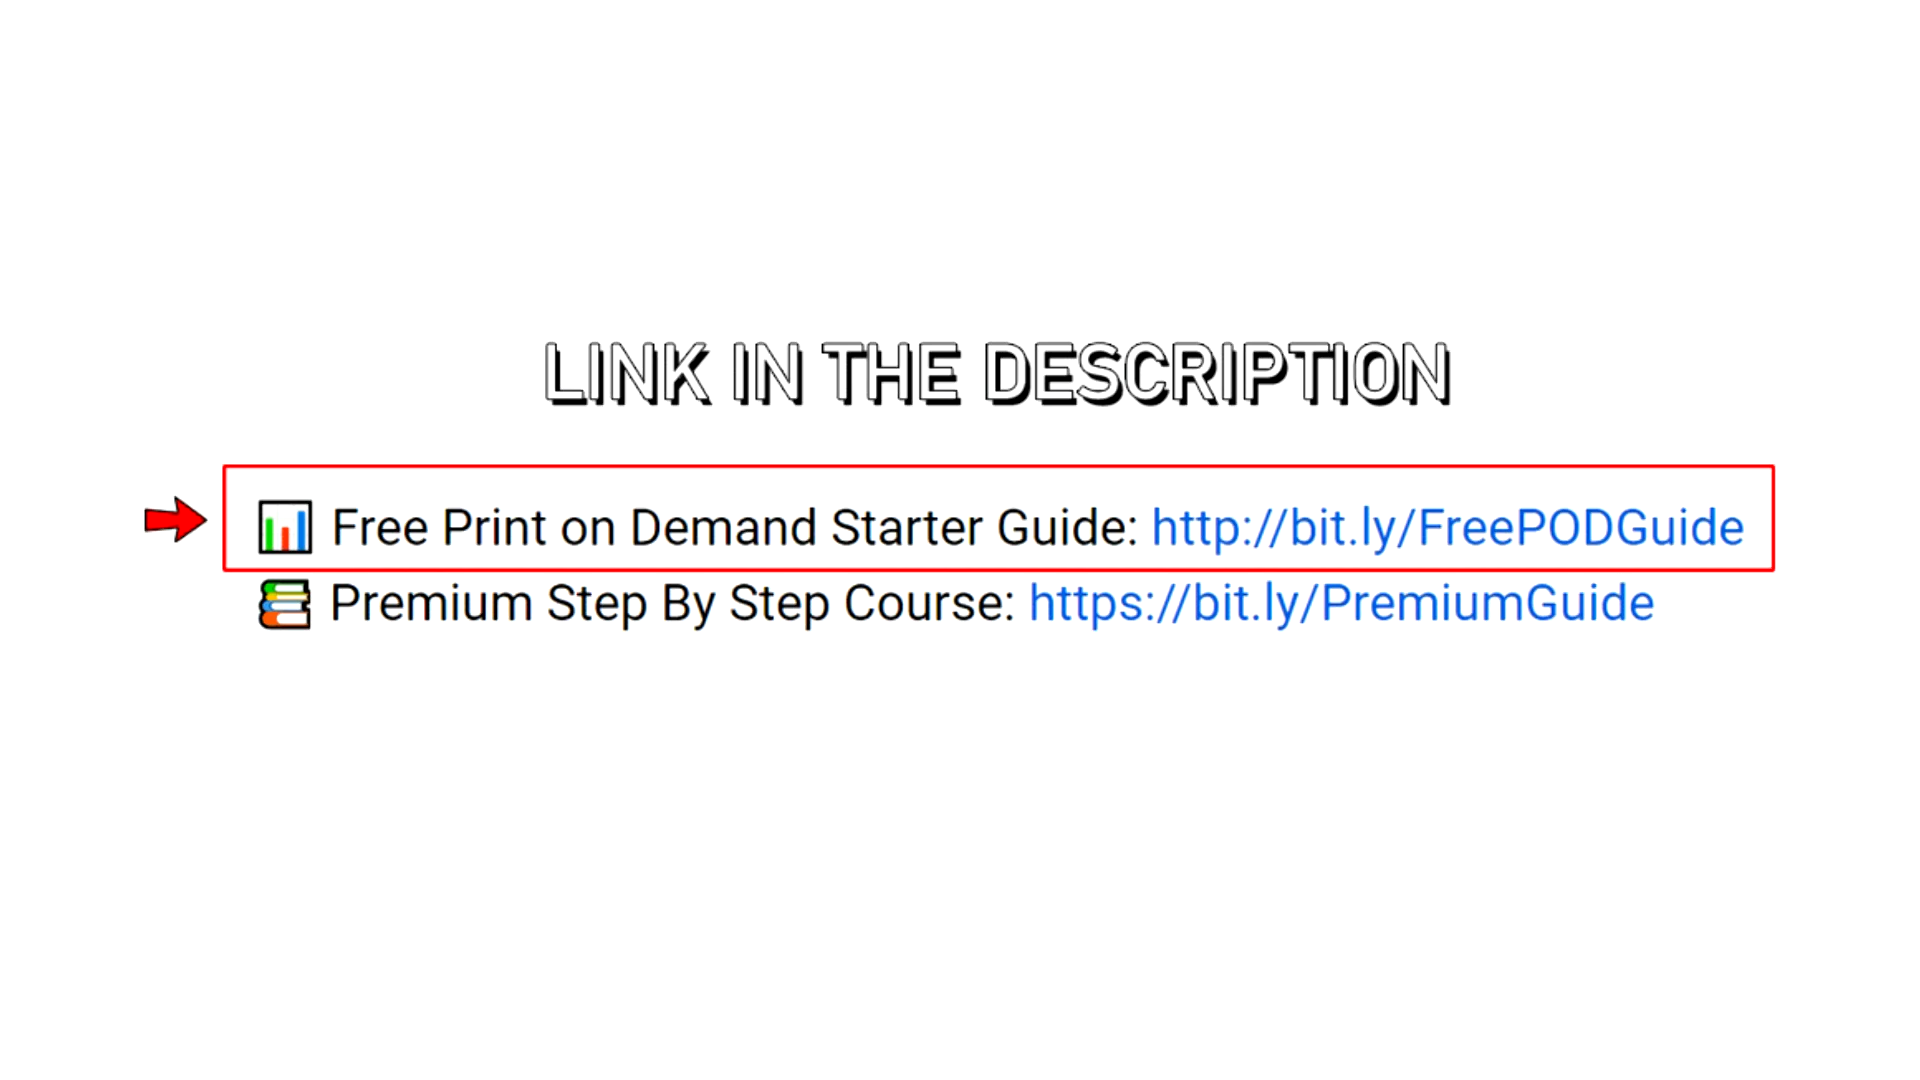 LINK IN THE DESCRIPTION
Free Print on Demand Starter Guide: http://bit.ly/FreePODGuide
Premium Step By Step Course: https://bit.ly/PremiumGuide